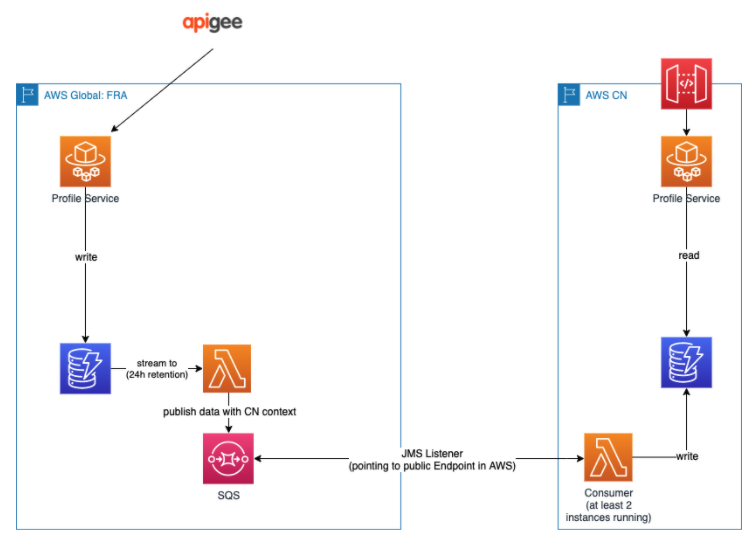 apigee
AWS Global: FRA
AWS CN
</>
Profile Service
Profile Service
write
read
stream to
(24h retention)
publish data with CN context
JMS Listener
(pointing to public Endpoint in AWS)
write
SQS
Consumer
(at least 2
instances running)